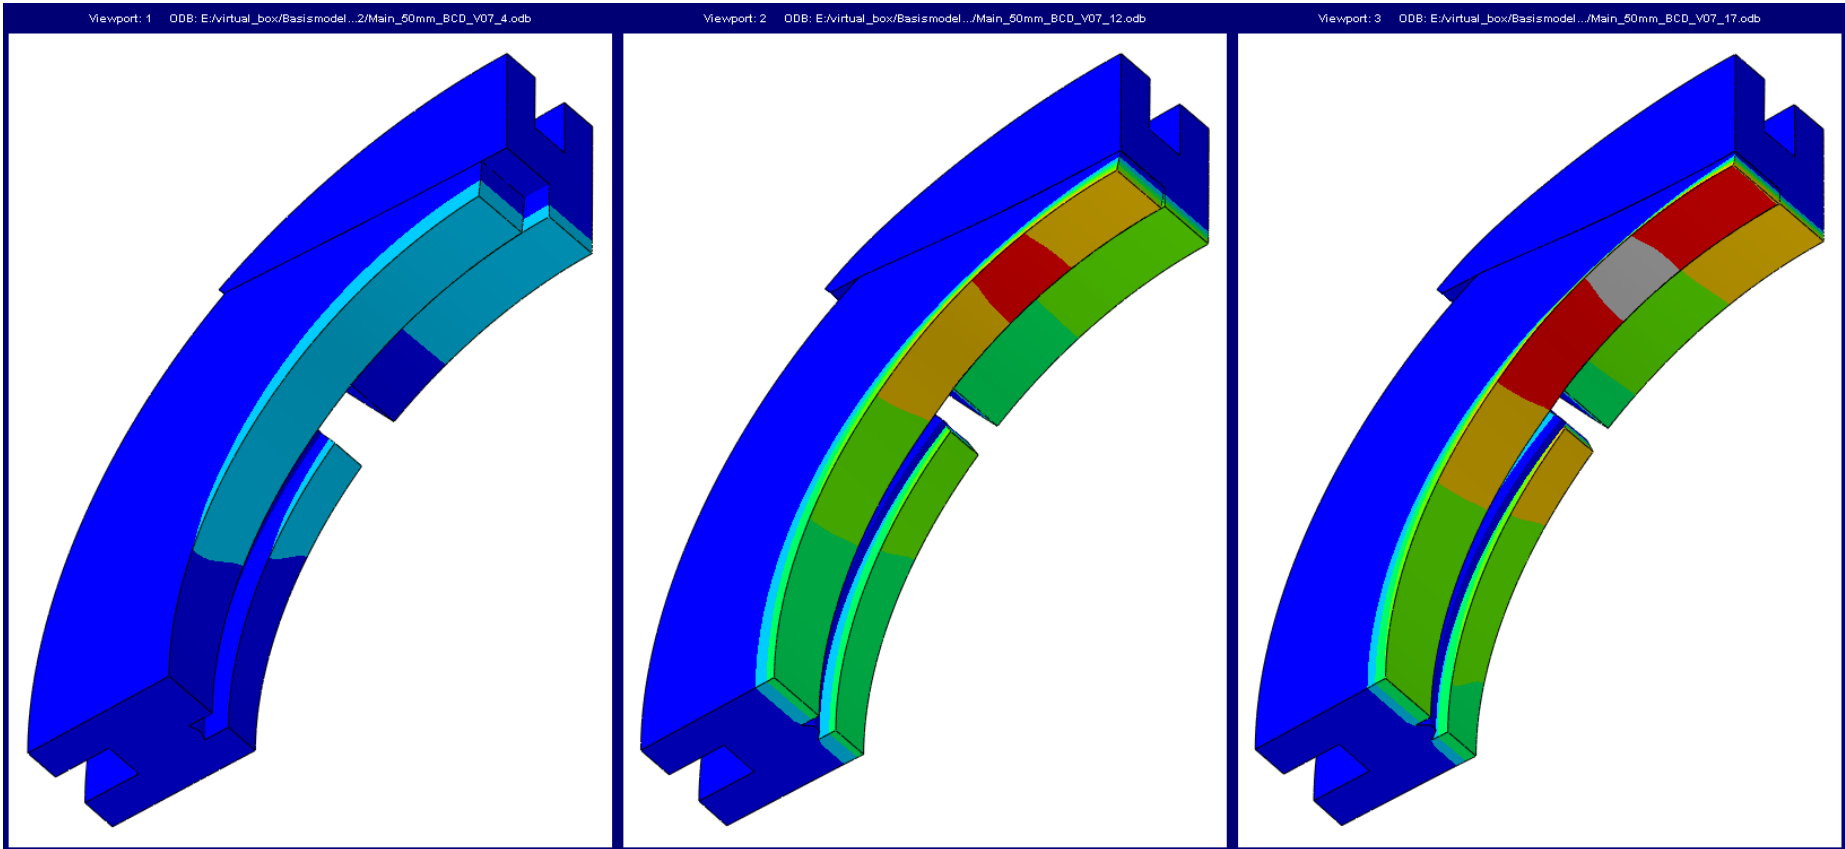 Viewport: 1 ODB: E:/virtual_box/Basismodel...2/Main_50mm_BCD_V07_4.odb
Viewport: 2 ODB: E:/virtual_box/Basismodel.../Main_50mm_BCD_V07_12.odb
Viewport: 3 ODB: E:/virtual_box/Basismodel.../Main_50mm_BCD_V07_17.odb